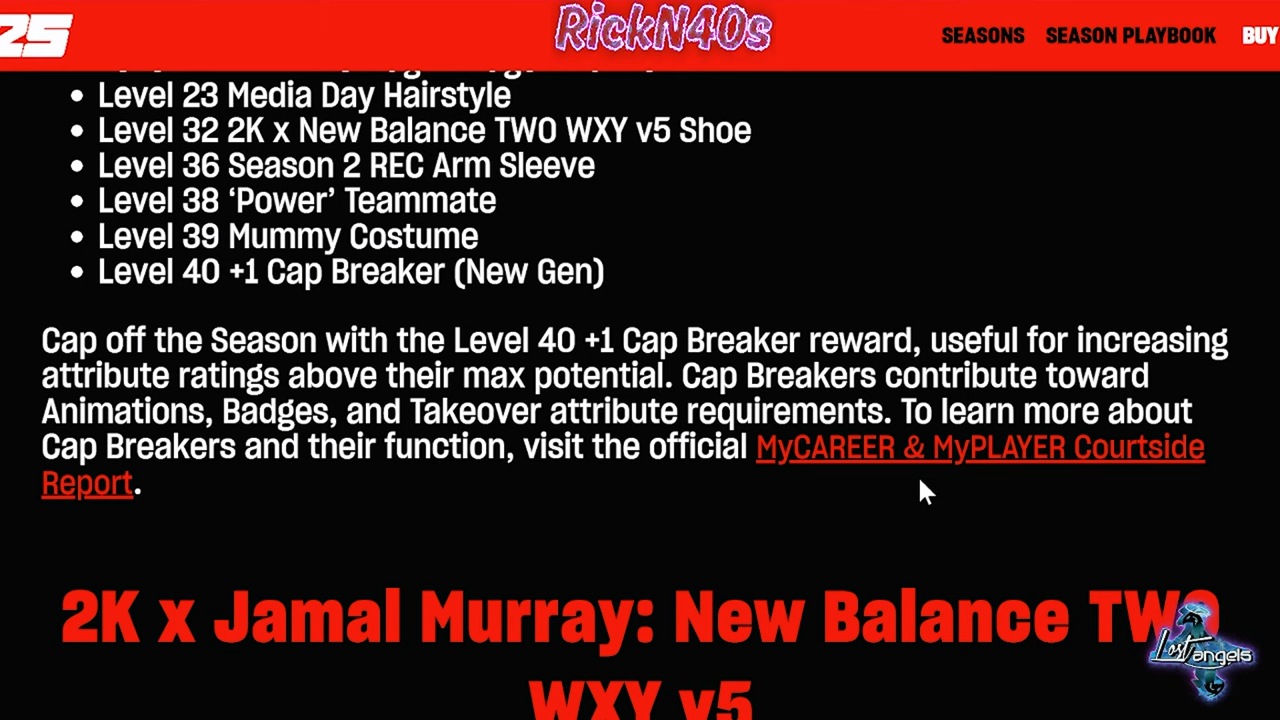 25
RickN40s
SEASONS SEASON PLAYBOOK BUY
• Level 23 Media Day Hairstyle
• Level 32 2K x New Balance TWO WXY v5 Shoe
• Level 36 Season 2 REC Arm Sleeve
• Level 38 ‘Power’ Teammate
• Level 39 Mummy Costume
• Level 40 +1 Cap Breaker (New Gen)
Cap off the Season with the Level 40 +1 Cap Breaker reward, useful for increasing
attribute ratings above their max potential. Cap Breakers contribute toward
Animations, Badges, and Takeover attribute requirements. To learn more about
Cap Breakers and their function, visit the official MyCAREER & MyPLAYER Courtside
Report.
2K x Jamal Murray: New Balance TWO
WXY v5
Lost angels